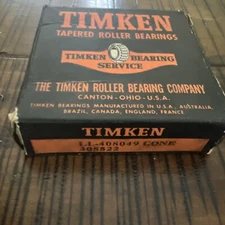 TIMKEN
TAPERED ROLLER BEARINGS
TIMKEN BEARING
SERVICE
THE TIMKEN ROLLER BEARING COMPANY
CANTON-OHIO-U.S.A.
TIMKEN BEARINGS MANUFACTURED IN U.S.A., AUSTRALIA,
BRAZIL, CANADA, ENGLAND, FRANCE
TIMKEN
LL-408049 CONE